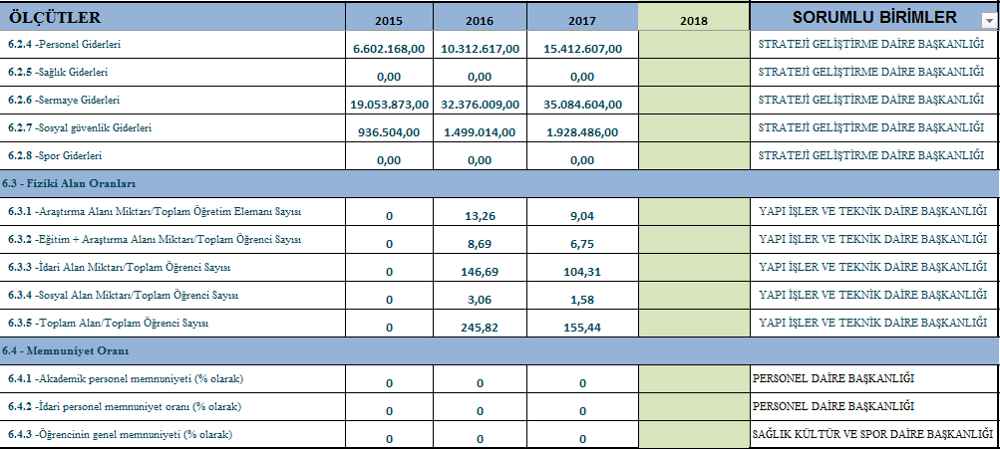 ÖLÇÜTLER 2015 2016 2017 2018 SORUMLU BİRİMLER
6.2.4 -Personel Giderleri 6.602.168,00 10.312.617,00 15.412.607,00 STRATEJİ GELİŞTİRME DAİRE BAŞKANLIĞI
6.2.5 -Sağlık Giderleri 0,00 0,00 0,00 STRATEJİ GELİŞTİRME DAİRE BAŞKANLIĞI
6.2.6 -Sermaye Giderleri 19.053.873,00 32.376.009,00 35.084.604,00 STRATEJİ GELİŞTİRME DAİRE BAŞKANLIĞI
6.2.7 -Sosyal güvenlik Giderleri 936.504,00 1.499.014,00 1.928.486,00 STRATEJİ GELİŞTİRME DAİRE BAŞKANLIĞI
6.2.8 -Spor Giderleri 0,00 0,00 0,00 STRATEJİ GELİŞTİRME DAİRE BAŞKANLIĞI
6.3 - Fiziki Alan Oranları
6.3.1 -Araştırma Alanı Miktarı/Toplam Öğretim Elemanı Sayısı 0 13,26 9,04 YAPI İŞLER VE TEKNİK DAİRE BAŞKANLIĞI
6.3.2 -Eğitim + Araştırma Alanı Miktarı/Toplam Öğrenci Sayısı 0 8,69 6,75 YAPI İŞLER VE TEKNİK DAİRE BAŞKANLIĞI
6.3.3 -İdari Alan Miktarı/Toplam Öğrenci Sayısı 0 146,69 104,31 YAPI İŞLER VE TEKNİK DAİRE BAŞKANLIĞI
6.3.4 -Sosyal Alan Miktarı/Toplam Öğrenci Sayısı 0 3,06 1,58 YAPI İŞLER VE TEKNİK DAİRE BAŞKANLIĞI
6.3.5 -Toplam Alan/Toplam Öğrenci Sayısı 0 245,82 155,44 YAPI İŞLER VE TEKNİK DAİRE BAŞKANLIĞI
6.4 - Memnuniyet Oranı
6.4.1 -Akademik personel memnuniyeti (% olarak) 0 0 0 PERSONEL DAİRE BAŞKANLIĞI
6.4.2 -İdari personel memnuniyet oranı (% olarak) 0 0 0 PERSONEL DAİRE BAŞKANLIĞI
6.4.3 -Öğrencinin genel memnuniyeti (% olarak) 0 0 0 SAĞLIK KÜLTÜR VE SPOR DAİRE BAŞKANLIĞI